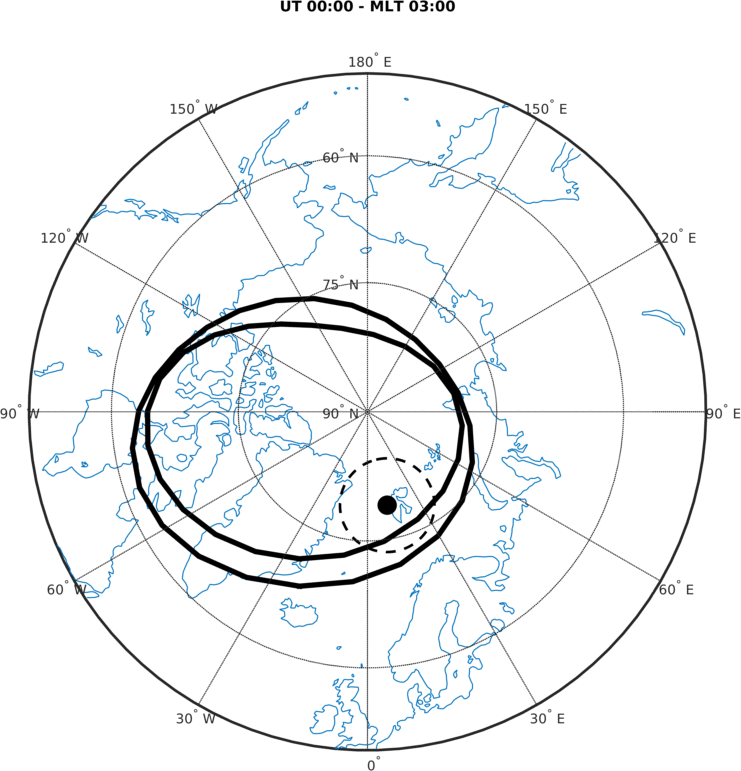 UT 00:00 - MLT 03:00
180° E
150° W
150° E
60° N
120° W
120° E
75° N
90° W
90° N
90° E
60° W
60° E
30° W
30° E
0°